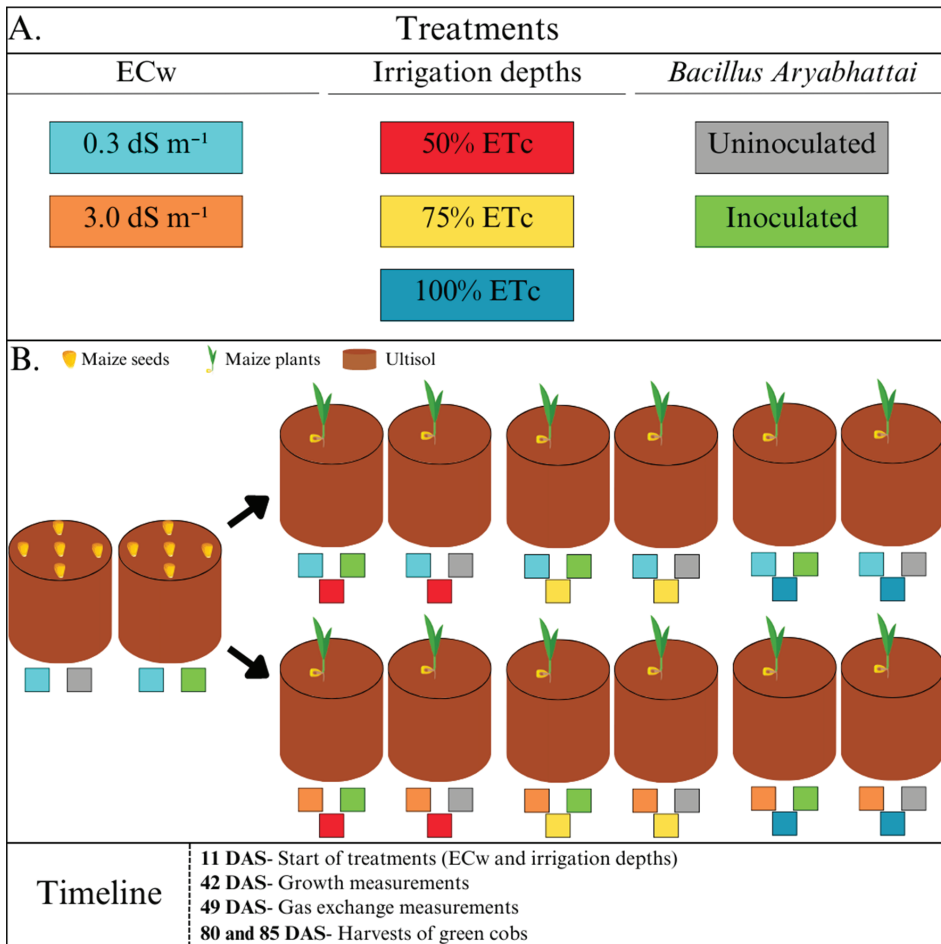 A.
Treatments
ECw
Irrigation depths
Bacillus Aryabhattai
0.3 dS m⁻¹
50% ETc
Uninoculated
3.0 dS m⁻¹
75% ETc
Inoculated
100% ETc
B.
Maize seeds
Maize plants
Ultisol
Timeline
11 DAS- Start of treatments (ECw and irrigation depths)
42 DAS- Growth measurements
49 DAS- Gas exchange measurements
80 and 85 DAS- Harvests of green cobs